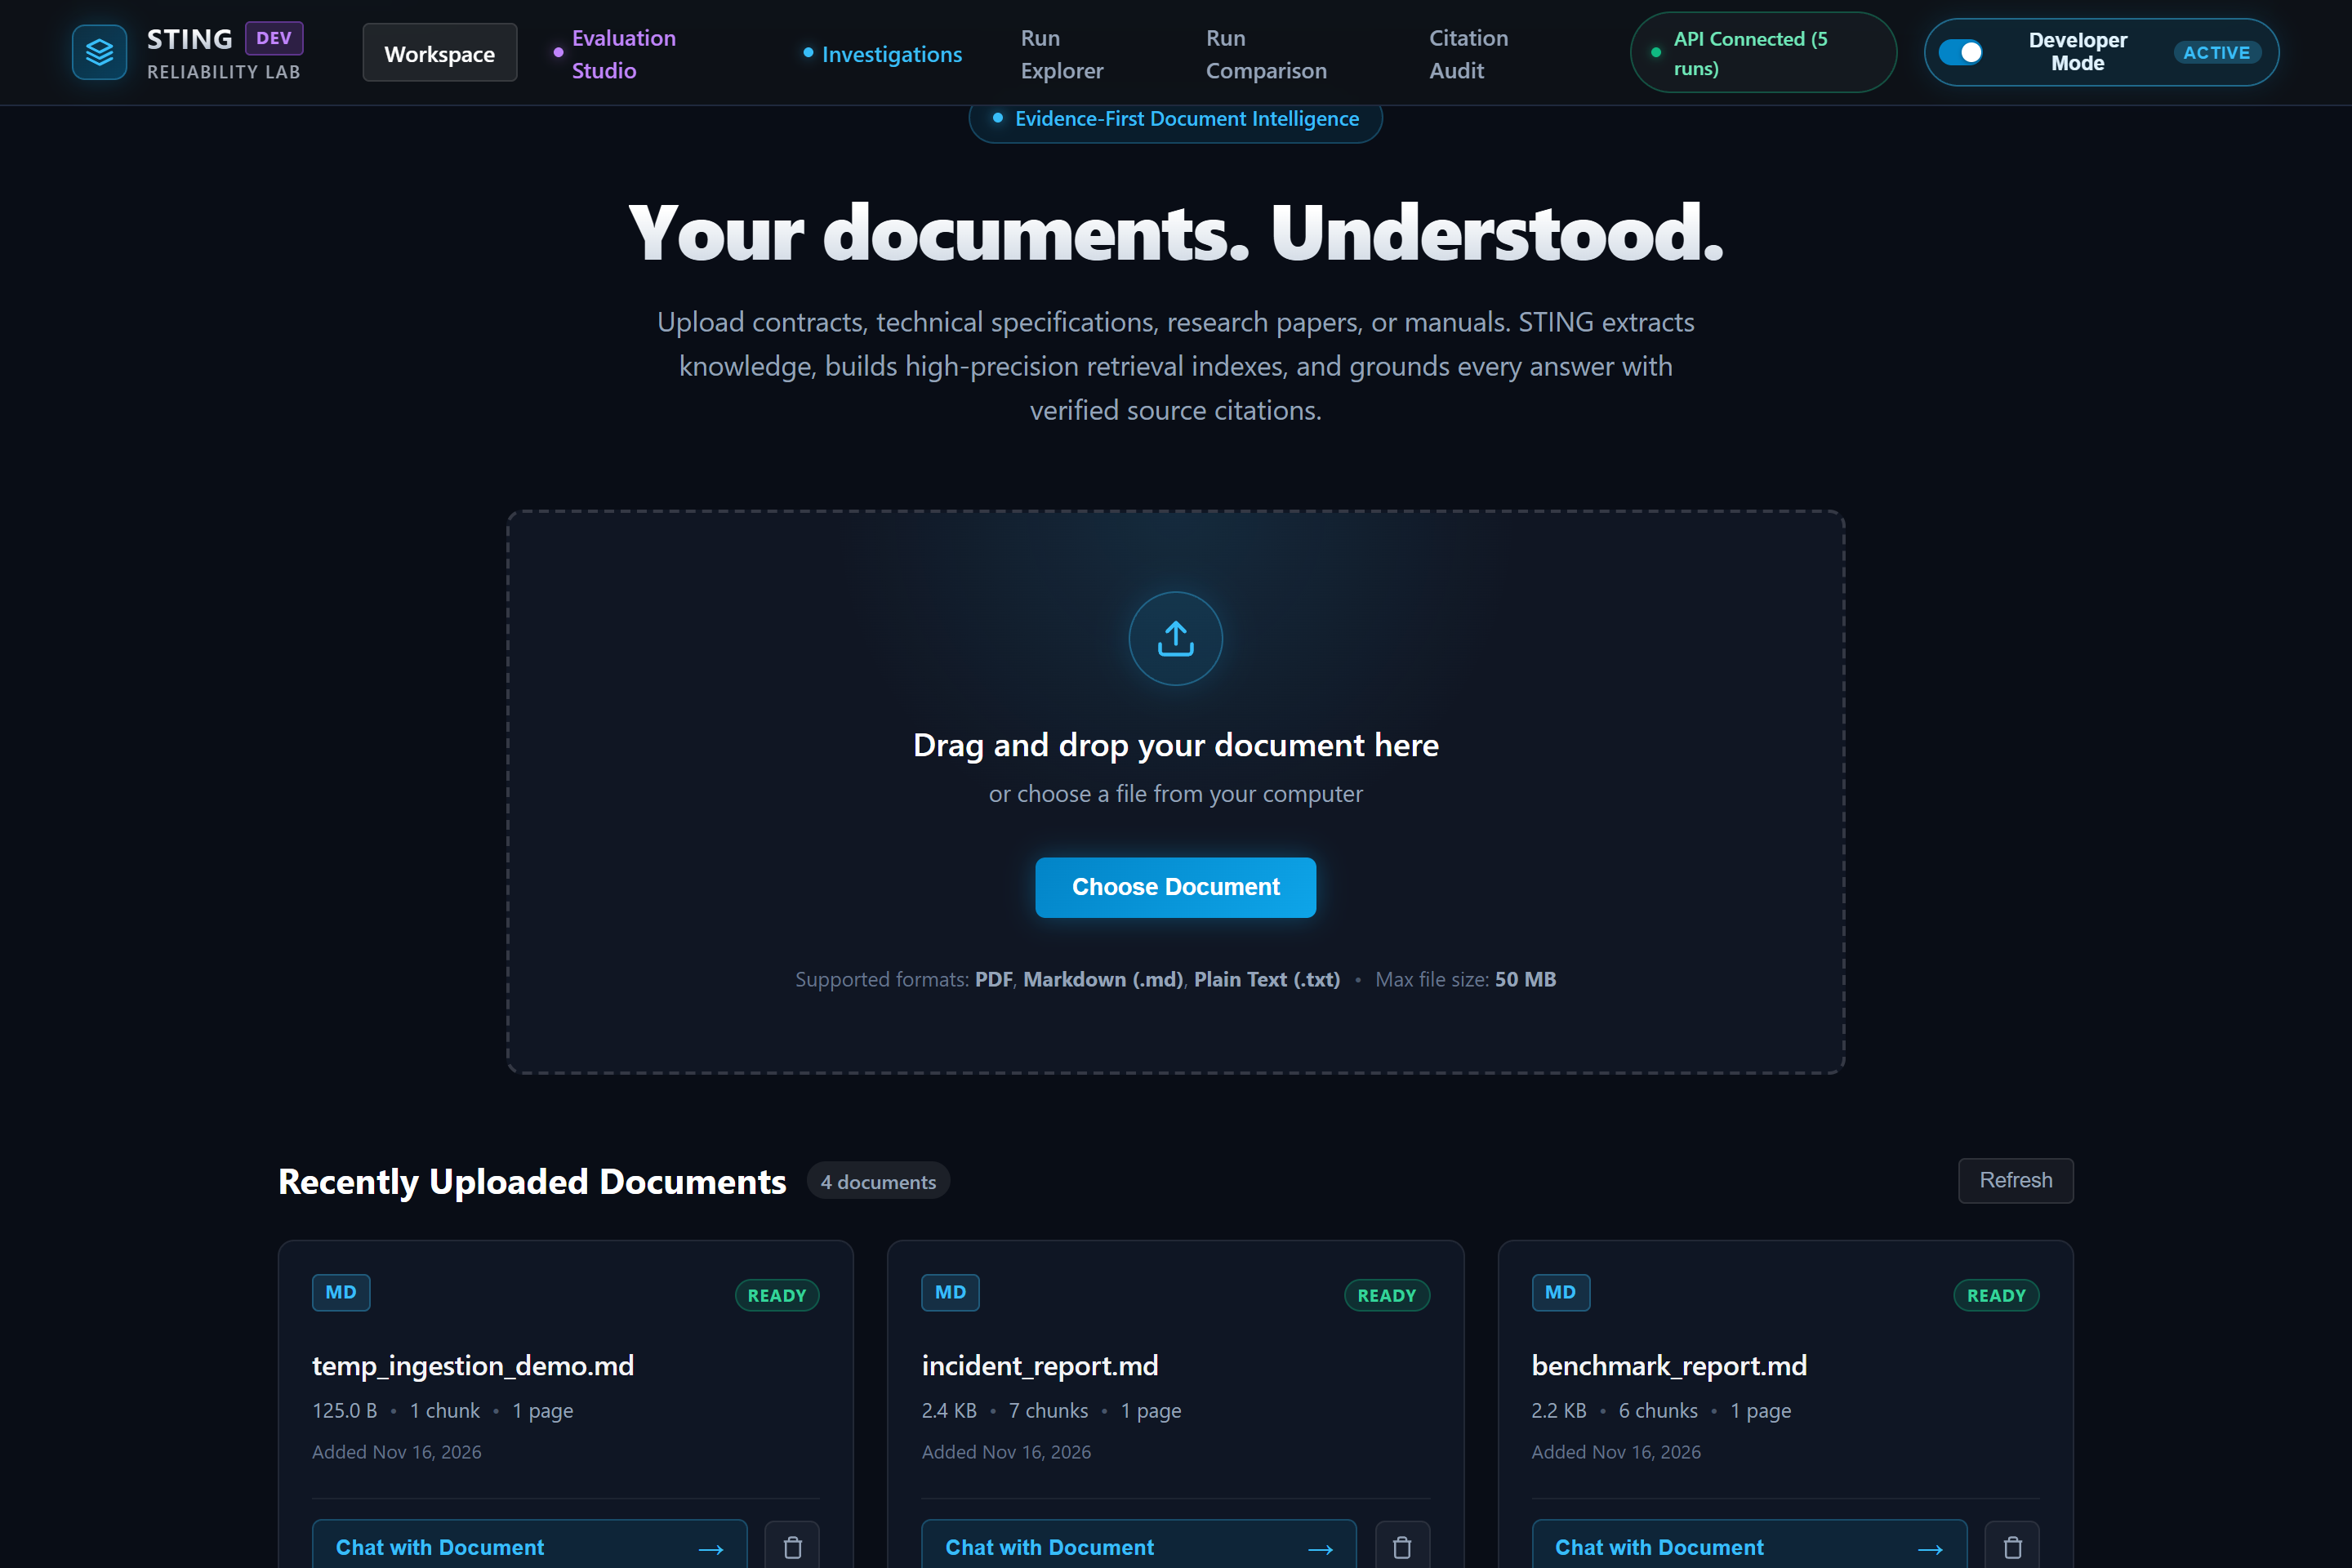 STING DEV
RELIABILITY LAB
Workspace
Evaluation
Studio
Investigations
Run
Explorer
Run
Comparison
Citation
Audit
API Connected (5
runs)
Developer
Mode
ACTIVE
Evidence-First Document Intelligence
Your documents. Understood.
Upload contracts, technical specifications, research papers, or manuals. STING extracts
knowledge, builds high-precision retrieval indexes, and grounds every answer with
verified source citations.
Drag and drop your document here
or choose a file from your computer
Choose Document
Supported formats: PDF, Markdown (.md), Plain Text (.txt) • Max file size: 50 MB
Recently Uploaded Documents 4 documents
Refresh
MD READY
temp_ingestion_demo.md
125.0 B • 1 chunk • 1 page
Added Nov 16, 2026
Chat with Document →
MD READY
incident_report.md
2.4 KB • 7 chunks • 1 page
Added Nov 16, 2026
Chat with Document →
MD READY
benchmark_report.md
2.2 KB • 6 chunks • 1 page
Added Nov 16, 2026
Chat with Document →